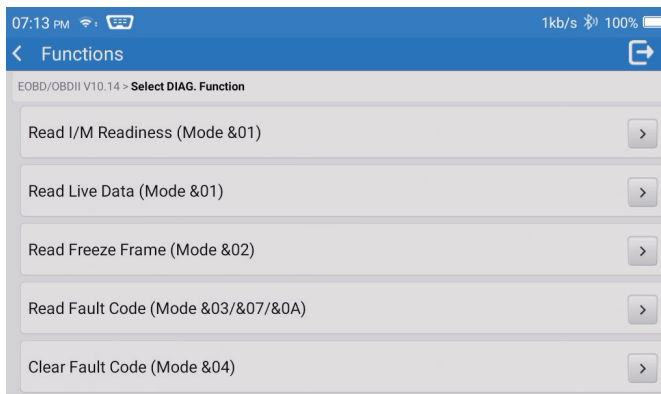 07:13 PM 1kb/s 100%
Functions
EOBD/OBDII V10.14 > Select DIAG. Function
Read I/M Readiness (Mode &01)
Read Live Data (Mode &01)
Read Freeze Frame (Mode &02)
Read Fault Code (Mode &03/&07/&0A)
Clear Fault Code (Mode &04)